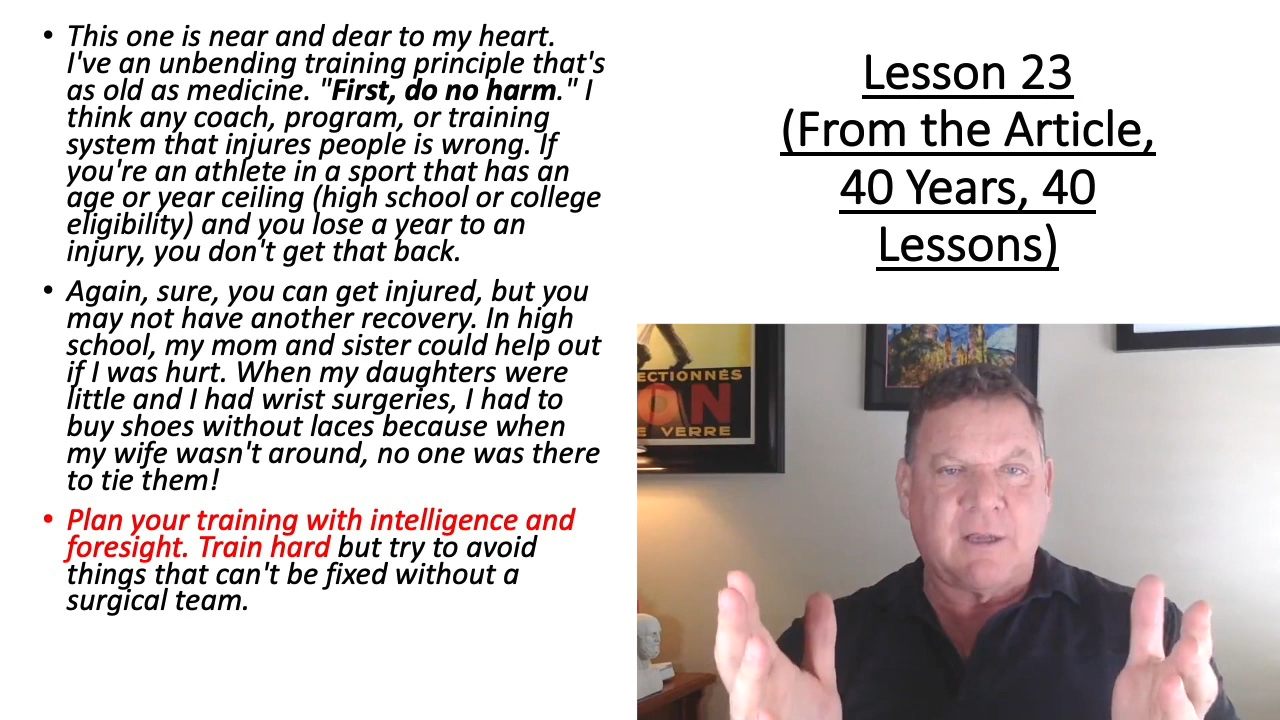 • This one is near and dear to my heart.
I've an unbending training principle that's
as old as medicine. "First, do no harm." I
think any coach, program, or training
system that injures people is wrong. If
you're an athlete in a sport that has an
age or year ceiling (high school or college
eligibility) and you lose a year to an
injury, you don't get that back.
• Again, sure, you can get injured, but you
may not have another recovery. In high
school, my mom and sister could help out
if I was hurt. When my daughters were
little and I had wrist surgeries, I had to
buy shoes without laces because when
my wife wasn't around, no one was there
to tie them!
• Plan your training with intelligence and
foresight. Train hard but try to avoid
things that can't be fixed without a
surgical team.
Lesson 23
(From the Article,
40 Years, 40
Lessons)
ECTIONNÉS
ON
E VERRE